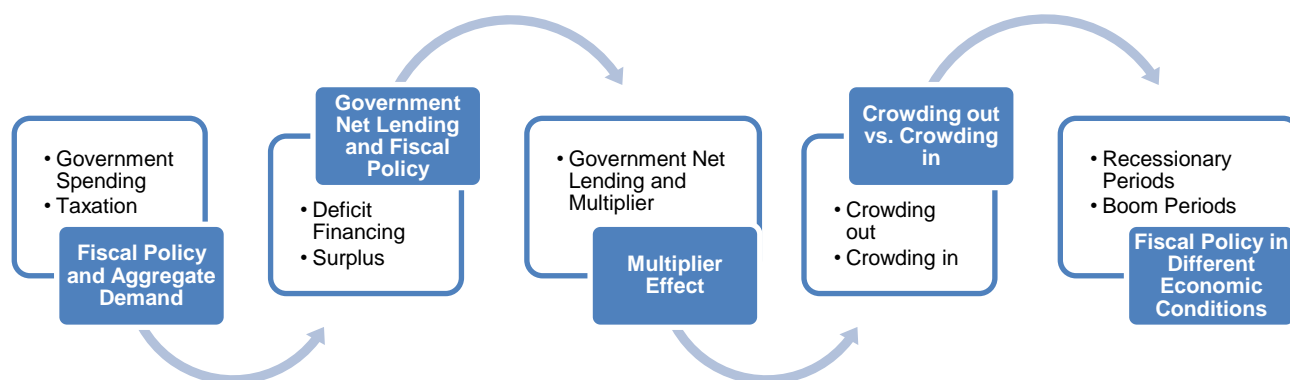 • Government
Spending
• Taxation
Fiscal Policy
and Aggregate
Demand
Government
Net Lending
and Fiscal
Policy
• Deficit
Financing
• Surplus
• Government Net
Lending and
Multiplier
Multiplier
Effect
Crowding out
vs. Crowding
in
• Crowding
out
• Crowding in
• Recessionary
Periods
• Boom Periods
Fiscal Policy in
Different
Economic
Conditions